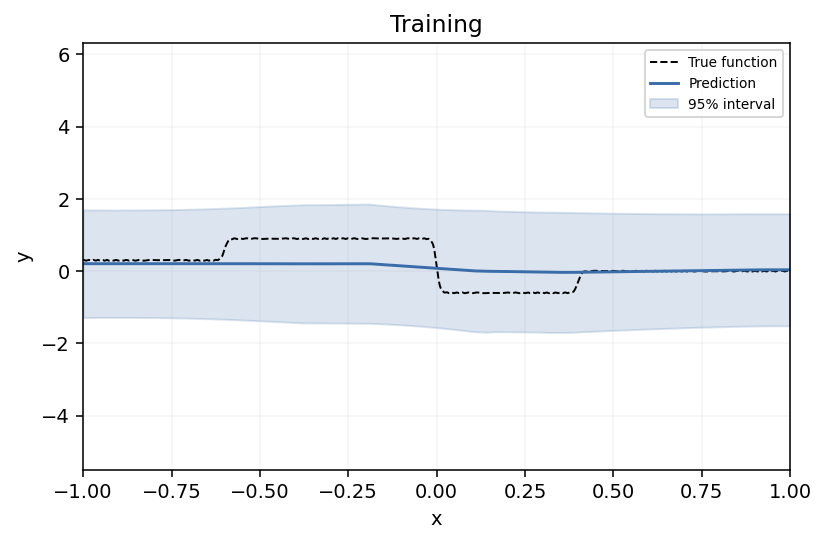 Training
True function
Prediction
95% interval
y
6
4
2
0
−2
−4
−1.00 −0.75 −0.50 −0.25 0.00 0.25 0.50 0.75 1.00
x